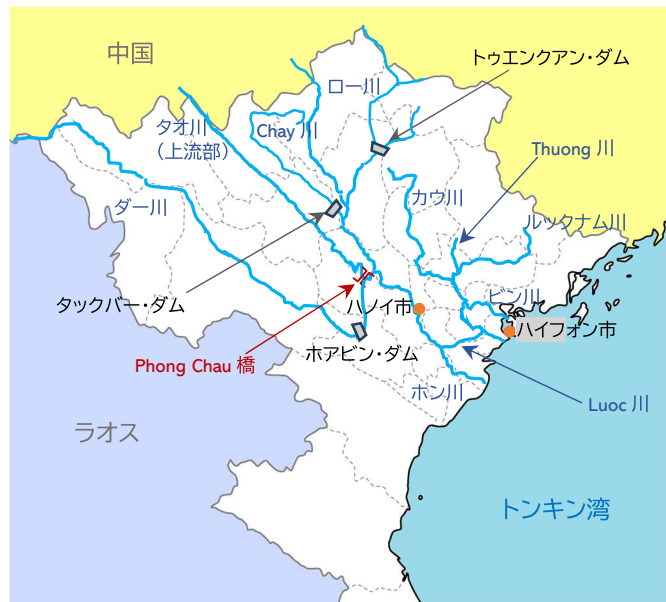 中国
トゥエンクアン・ダム
ロー川
タオ川
（上流部）
Chay 川
Thuong 川
ダー川
カウ川
ルックナム川
タックバー・ダム
ビン川
ハノイ市
ハイフォン市
Phong Chau 橋
ホアビン・ダム
ホン川
Luoc 川
ラオス
トンキン湾